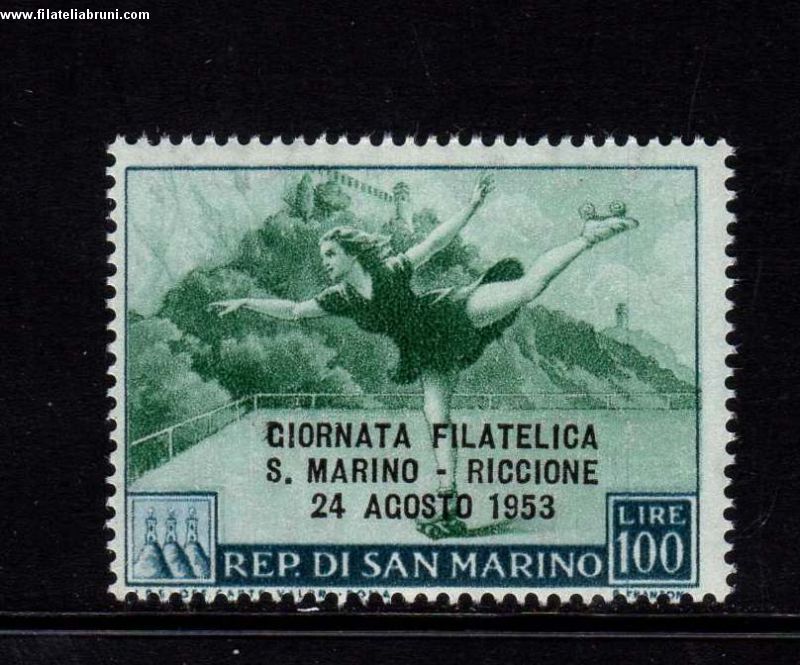 www.filateliabruni.com
GIORNATA FILATELICA
S. MARINO - RICCIONE
24 AGOSTO 1953
LIRE
100
REP. DI SAN MARINO